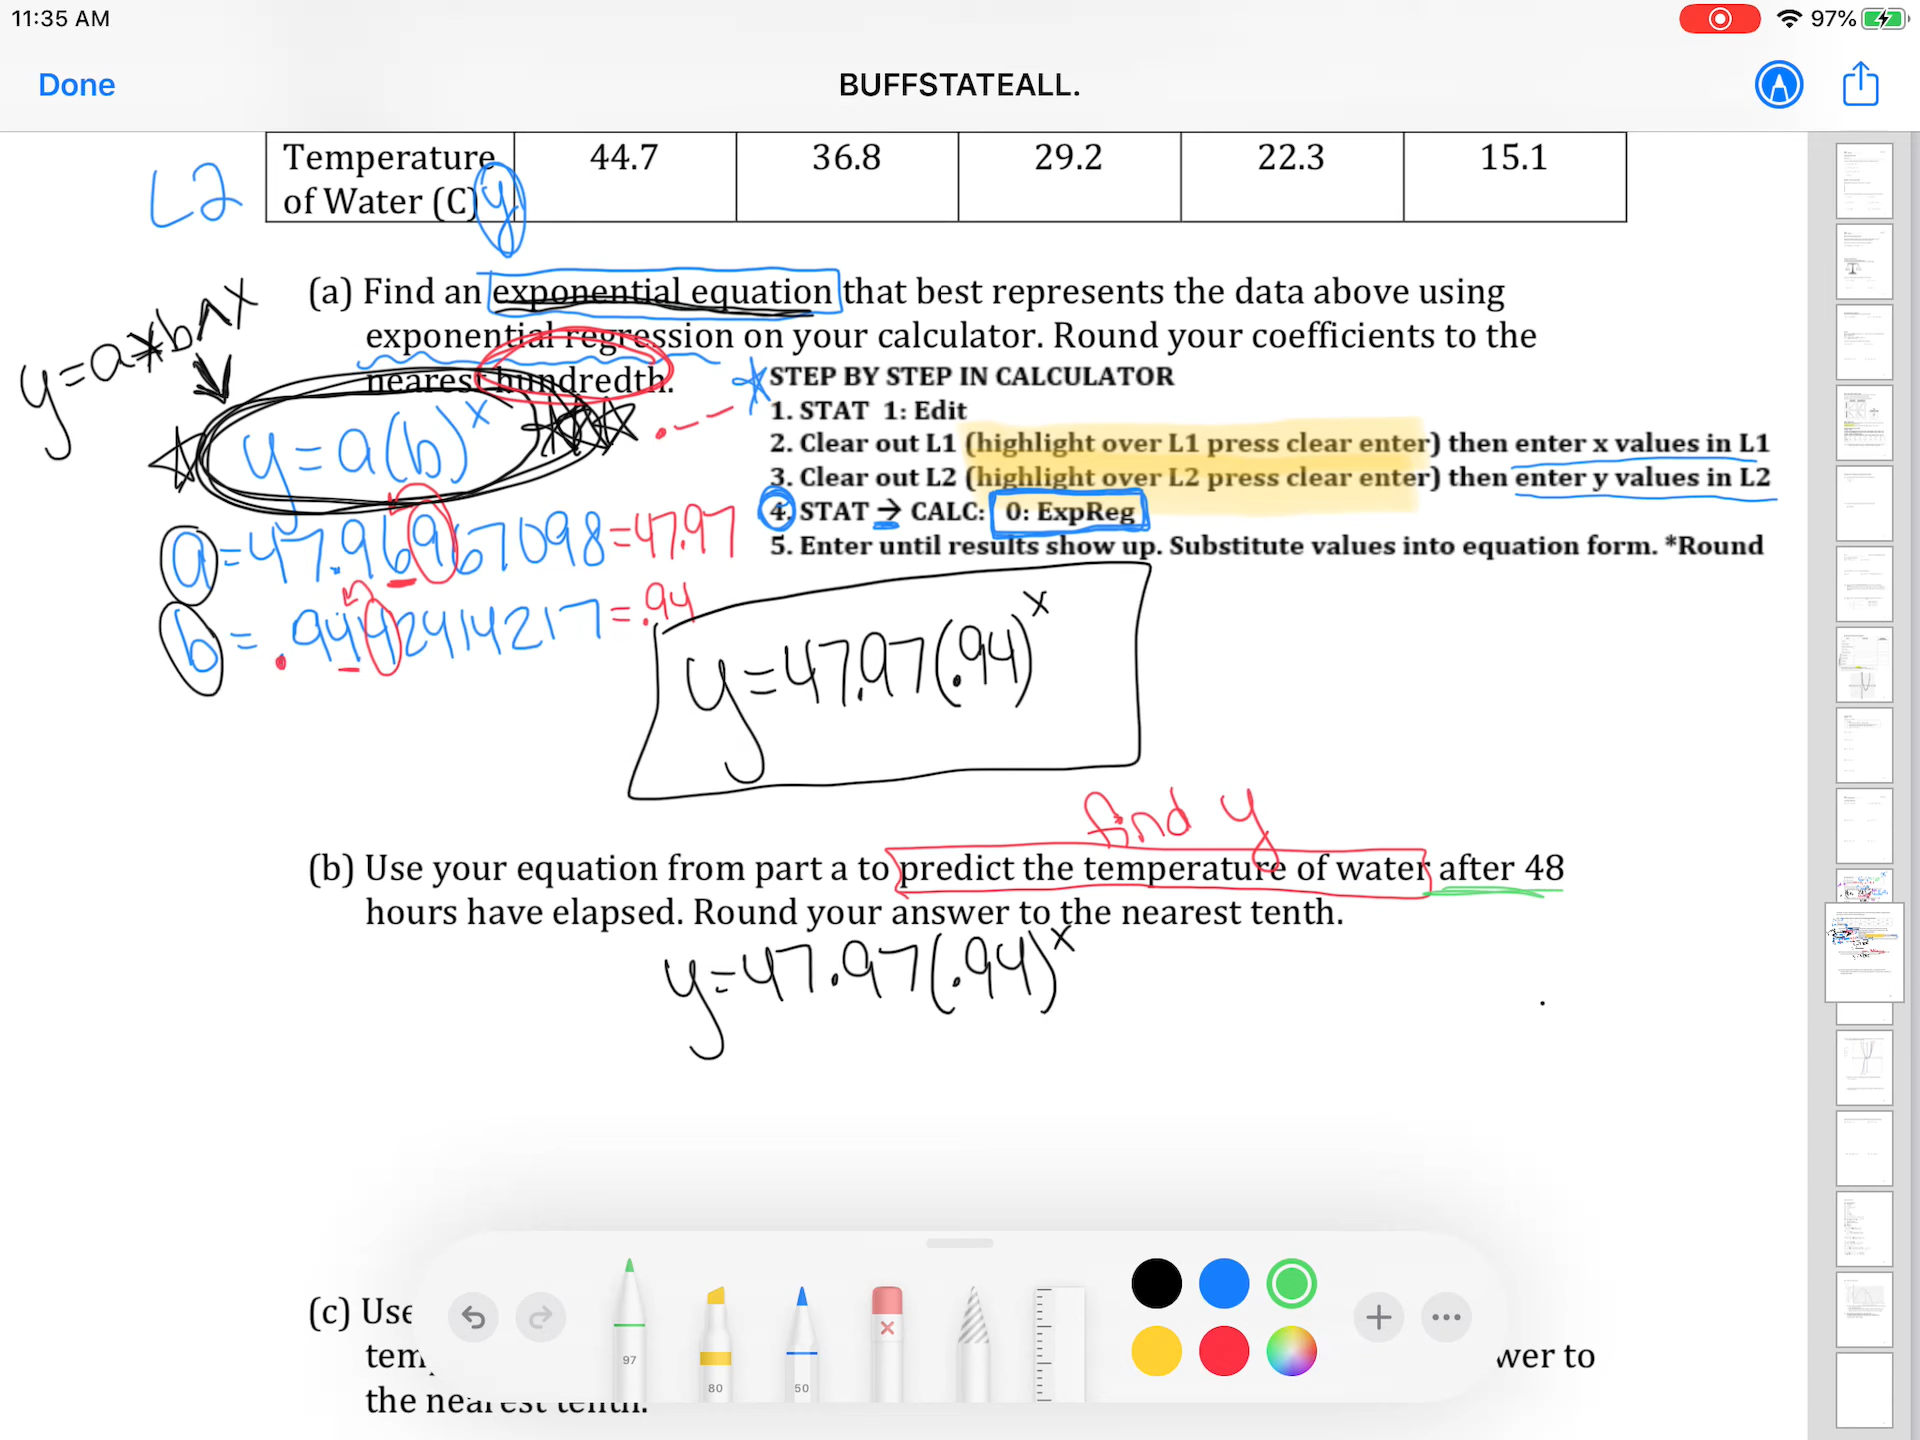 11:35 AM
97%
Done
BUFFSTATEALL.
L2
Temperature of Water (C) 44.7 36.8 29.2 22.3 15.1
y
y=a*b^x
(a) Find an exponential equation that best represents the data above using
exponential regression on your calculator. Round your coefficients to the
nearest hundredth.
*STEP BY STEP IN CALCULATOR
1. STAT 1: Edit
2. Clear out L1 (highlight over L1 press clear enter) then enter x values in L1
3. Clear out L2 (highlight over L2 press clear enter) then enter y values in L2
4. STAT → CALC: 0: ExpReg
5. Enter until results show up. Substitute values into equation form. *Round
y=a(b)^x
a=47.96967098=47.97
b=.9442414217=.94
y=47.97(.94)^x
find y
(b) Use your equation from part a to predict the temperature of water after 48
hours have elapsed. Round your answer to the nearest tenth.
y=47.97(.94)^x
(c) Use
wer to
the nearest tenth.
97
80
50